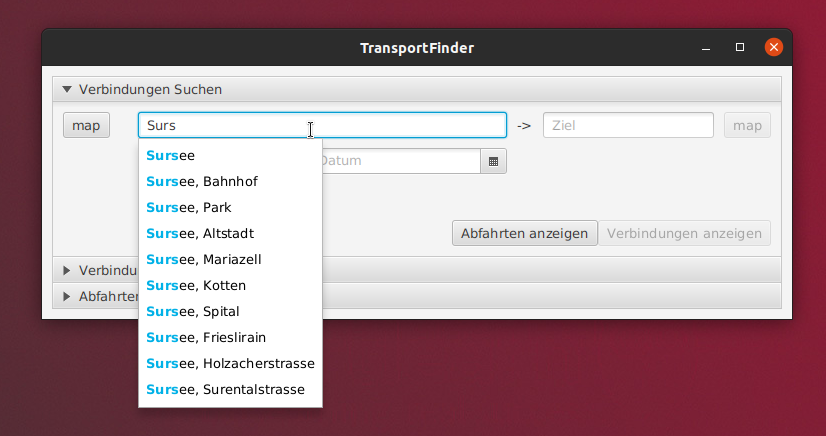 TransportFinder
Verbindungen Suchen
map Surs -> Ziel map
Datum
Sursee
Sursee, Bahnhof
Sursee, Park
Sursee, Altstadt
Sursee, Mariazell
Sursee, Kotten
Sursee, Spital
Sursee, Frieslirain
Sursee, Holzacherstrasse
Sursee, Surentalstrasse
Abfahrten anzeigen Verbindungen anzeigen
Verbindu
Abfahrten